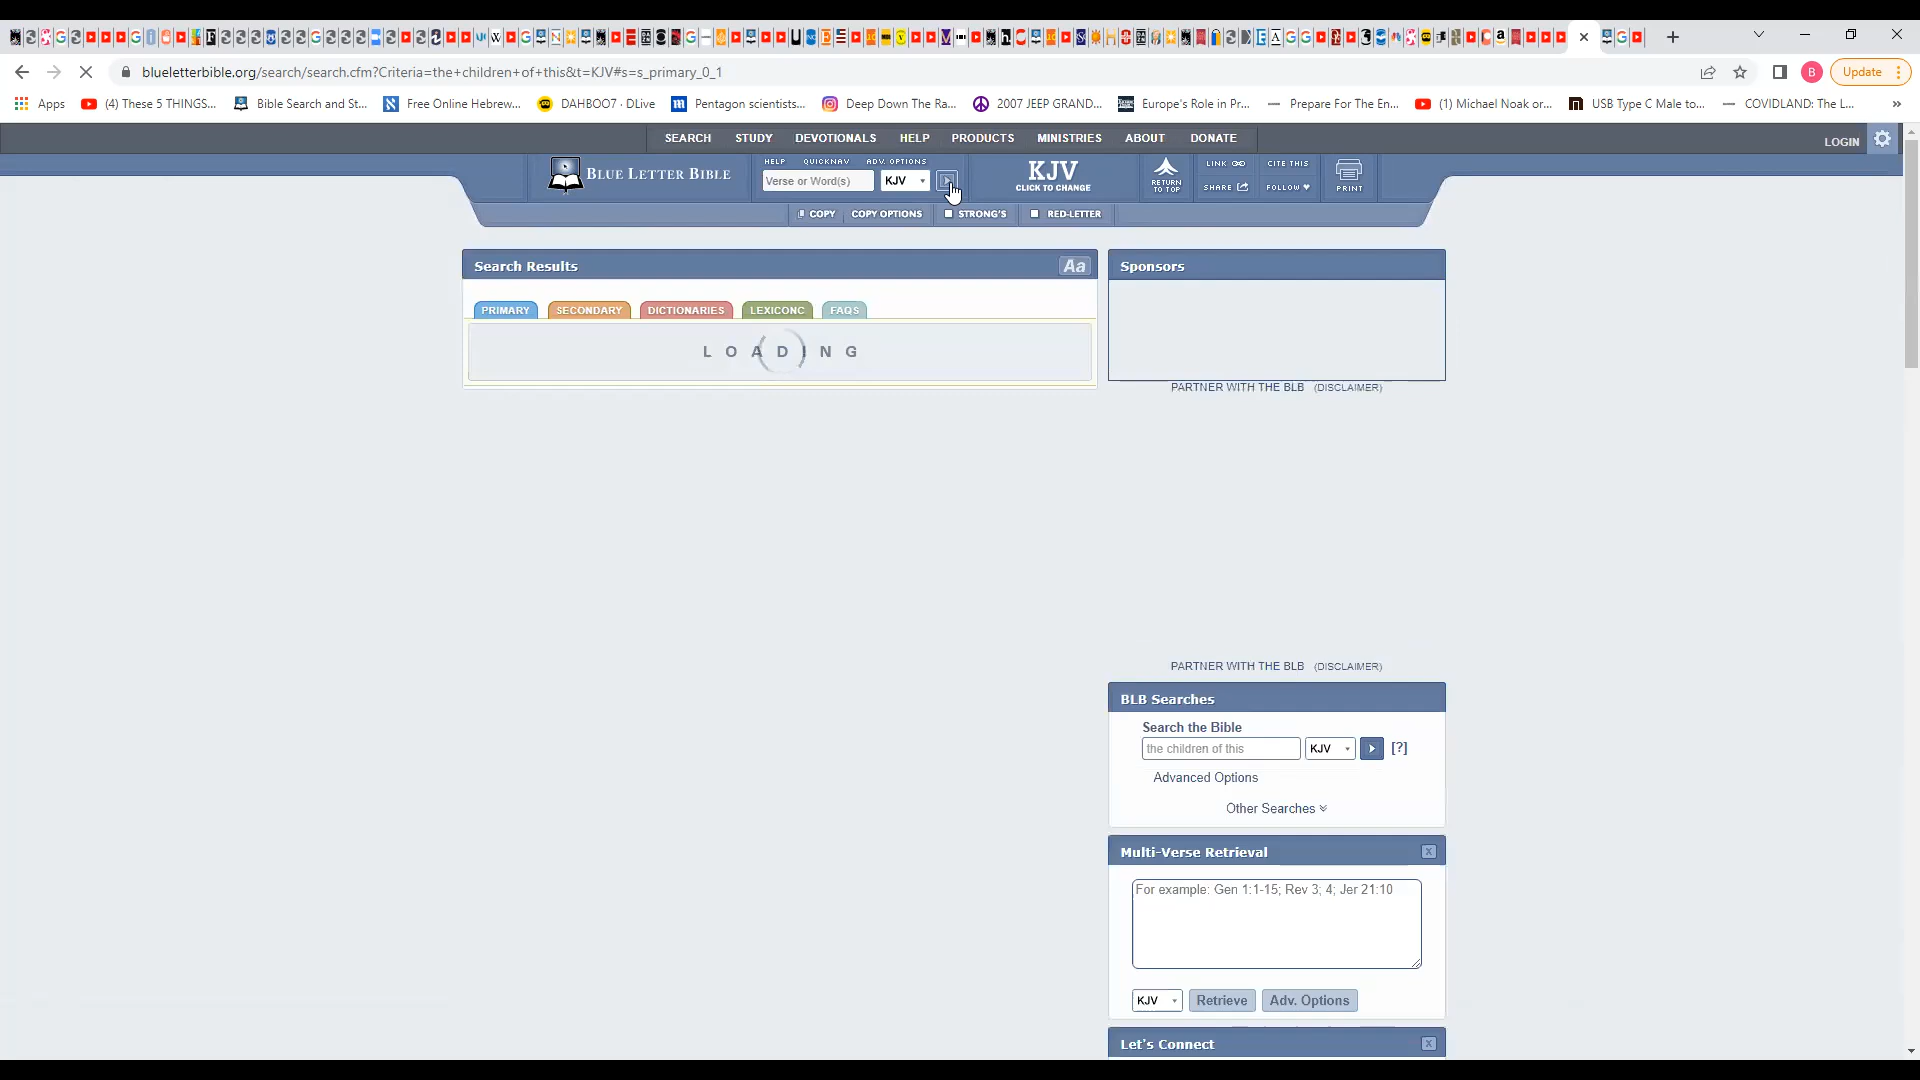 blueletterbible.org/search/search.cfm?Criteria=the+children+of+this&t=KJV#s=s_primary_0_1
B
Update
Apps
(4) These 5 THINGS...
Bible Search and St...
Free Online Hebrew...
DAHBOO7 · DLive
Pentagon scientists...
Deep Down The Ra...
2007 JEEP GRAND...
Europe's Role in Pr...
Prepare For The En...
(1) Michael Noak or...
USB Type C Male to...
COVIDLAND: The L...
SEARCH STUDY DEVOTIONALS HELP PRODUCTS MINISTRIES ABOUT DONATE
LOGIN
BLUE LETTER BIBLE
HELP QUICKNAV ADV. OPTIONS
Verse or Word(s)
KJV
KJV
CLICK TO CHANGE
RETURN
TO TOP
LINK
CITE THIS
SHARE
FOLLOW
PRINT
COPY COPY OPTIONS STRONG'S RED-LETTER
Search Results
Aa
PRIMARY SECONDARY DICTIONARIES LEXICONC FAQS
LOADING
Sponsors
PARTNER WITH THE BLB (DISCLAIMER)
PARTNER WITH THE BLB (DISCLAIMER)
BLB Searches
Search the Bible
the children of this
KJV
[?]
Advanced Options
Other Searches
Multi-Verse Retrieval
X
For example: Gen 1:1-15; Rev 3; 4; Jer 21:10
KJV
Retrieve
Adv. Options
Let's Connect
X